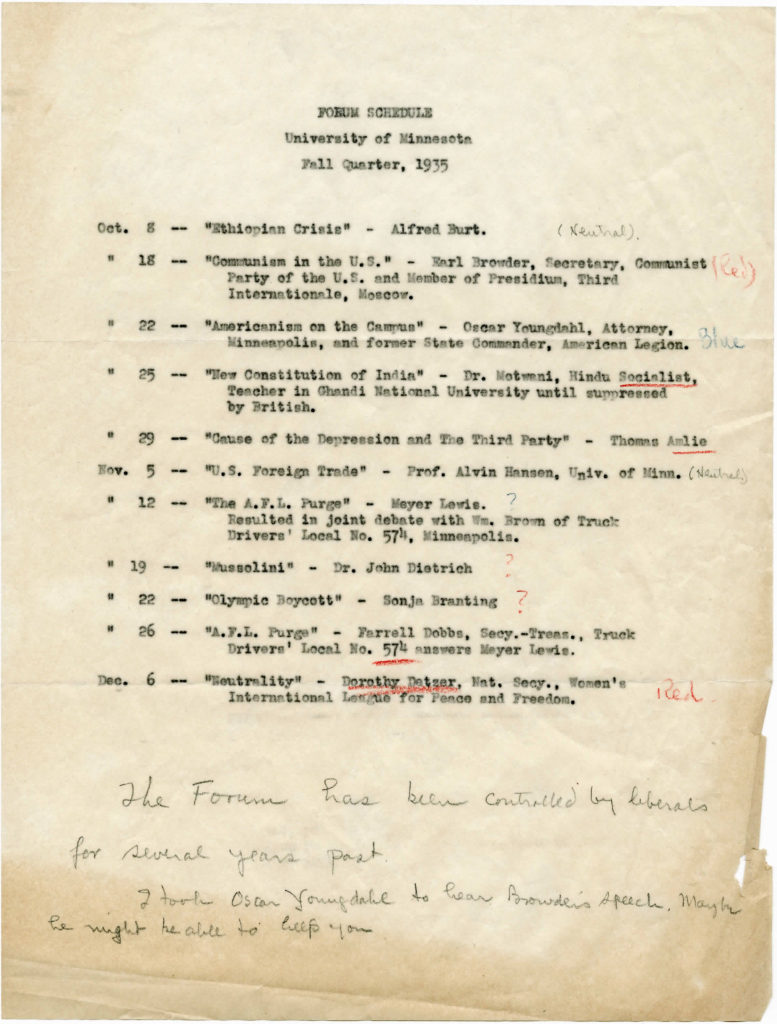 FORUM SCHEDULE
University of Minnesota
Fall Quarter, 1935
Oct. 8 -- "Ethiopian Crisis" - Alfred Burt. (Neutral).
" 18 -- "Communism in the U.S." - Earl Browder, Secretary, Communist (Red)
Party of the U.S. and Member of Presidium, Third
Internationale, Moscow.
" 22 -- "Americanism on the Campus" - Oscar Youngdahl, Attorney,
Minneapolis, and former State Commander, American Legion. Blue
" 25 -- "New Constitution of India" - Dr. Motwani, Hindu Socialist,
Teacher in Ghandi National University until suppressed
by British.
" 29 -- "Cause of the Depression and The Third Party" - Thomas Amlie
Nov. 5 -- "U.S. Foreign Trade" - Prof. Alvin Hansen, Univ. of Minn. (Neutral)
" 12 -- "The A.F.L. Purge" - Meyer Lewis. ?
Resulted in joint debate with Wm. Brown of Truck
Drivers' Local No. 574, Minneapolis.
" 19 -- "Mussolini" - Dr. John Dietrich ?
" 22 -- "Olympic Boycott" - Sonja Branting ?
" 26 -- "A.F.L. Purge" - Farrell Dobbs, Secy.-Treas., Truck
Drivers' Local No. 574 answers Meyer Lewis.
Dec. 6 -- "Neutrality" - Dorothy Detzer, Nat. Secy., Women's
International League for Peace and Freedom. Red
The Forum has been controlled by liberals
for several years past.
I took Oscar Youngdahl to hear Browder's speech. Maybe
he might be able to help you